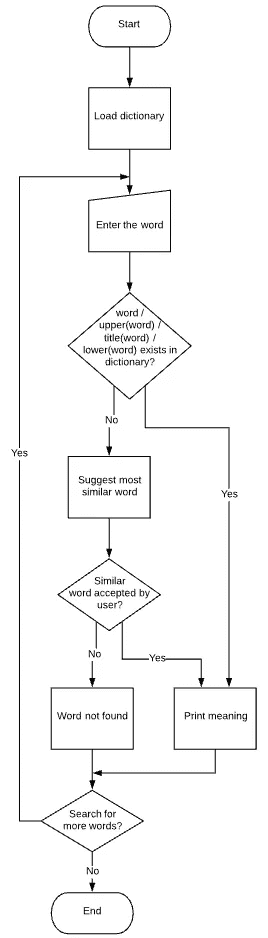 Start
Load dictionary
Enter the word
word /
upper(word) /
title(word) /
lower(word) exists in
dictionary?
No
Yes
Yes
Suggest most
similar word
Similar
word accepted by
user?
No
Yes
Word not found
Print meaning
Search for
more words?
No
End